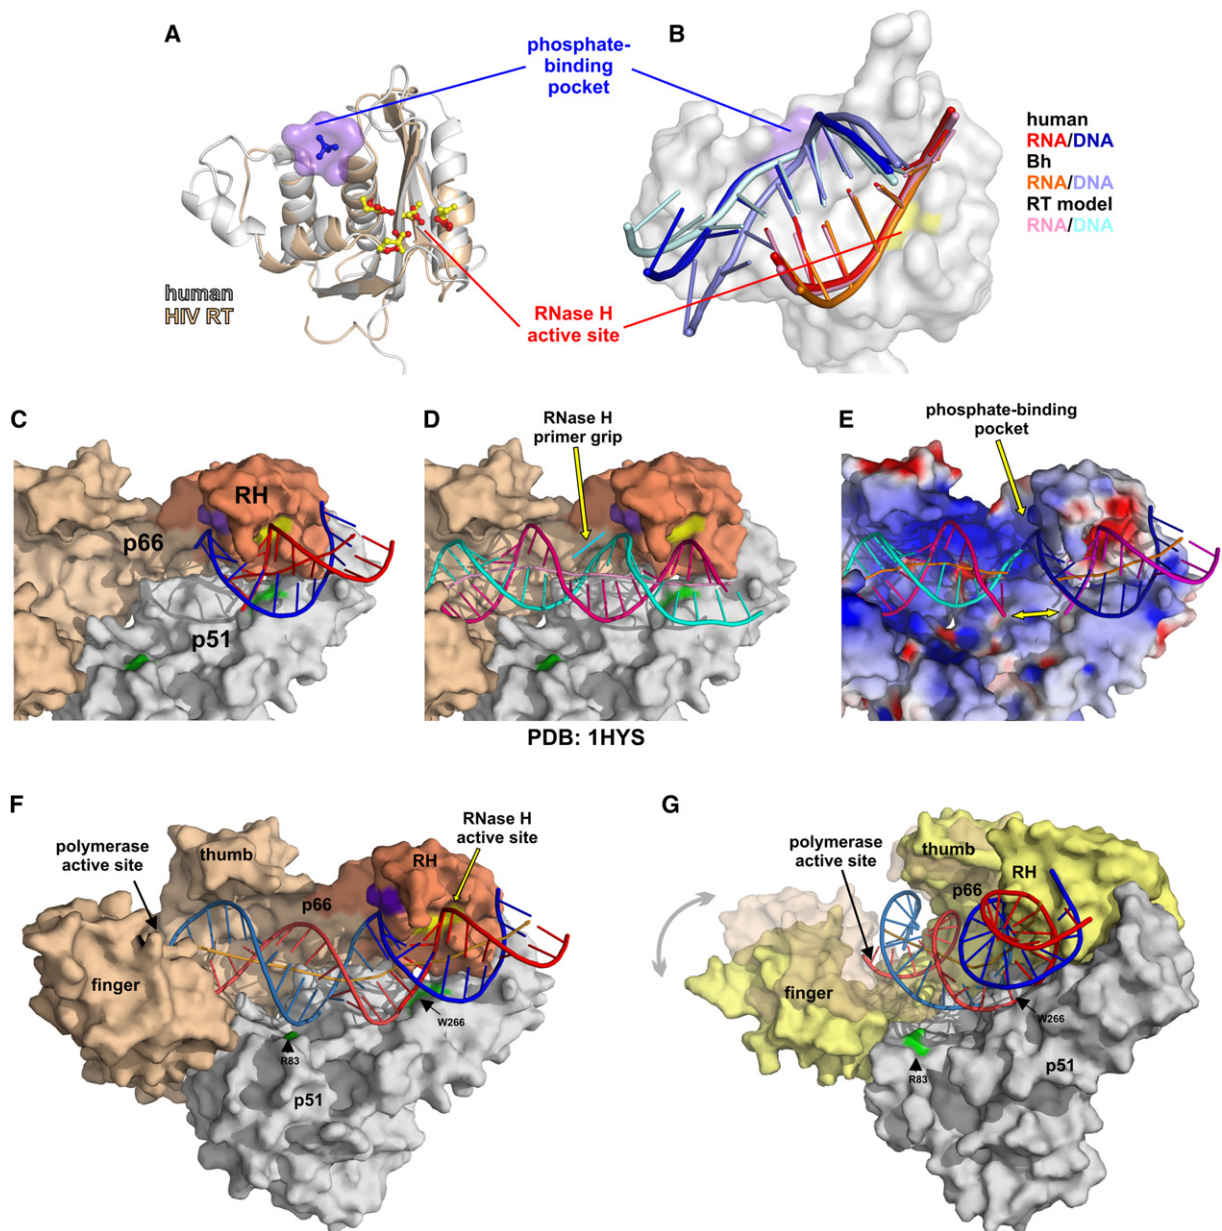 A
phosphate-
binding
pocket
B
human
RNA/DNA
Bh
RNA/DNA
RT model
RNA/DNA
human
HIV RT
RNase H
active site
C
RH
p66
p51
D
RNase H
primer grip
PDB: 1HYS
E
phosphate-binding
pocket
F
polymerase
active site
thumb
RNase H
active site
RH
p66
finger
W266
R83
p51
G
polymerase
active site
thumb
RH
p66
finger
W266
R83
p51